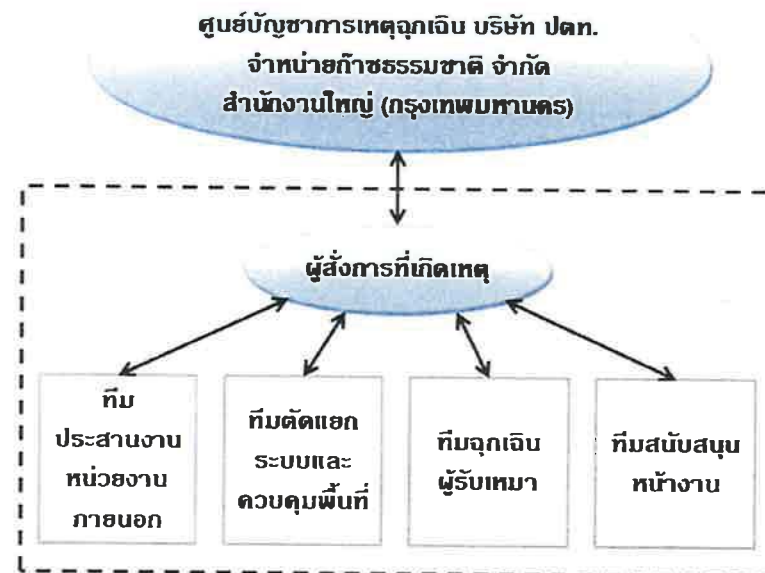 ศูนย์บัญชาการเหตุฉุกเฉิน บริษัท ปตท.
จำหน่ายก๊าซธรรมชาติ จำกัด
สำนักงานใหญ่ (กรุงเทพมหานคร)
ผู้สั่งการที่เกิดเหตุ
ทีม
ประสานงาน
หน่วยงาน
ภายนอก
ทีมตัดแยก
ระบบและ
ควบคุมพื้นที่
ทีมฉุกเฉิน
ผู้รับเหมา
ทีมสนับสนุน
หน้างาน